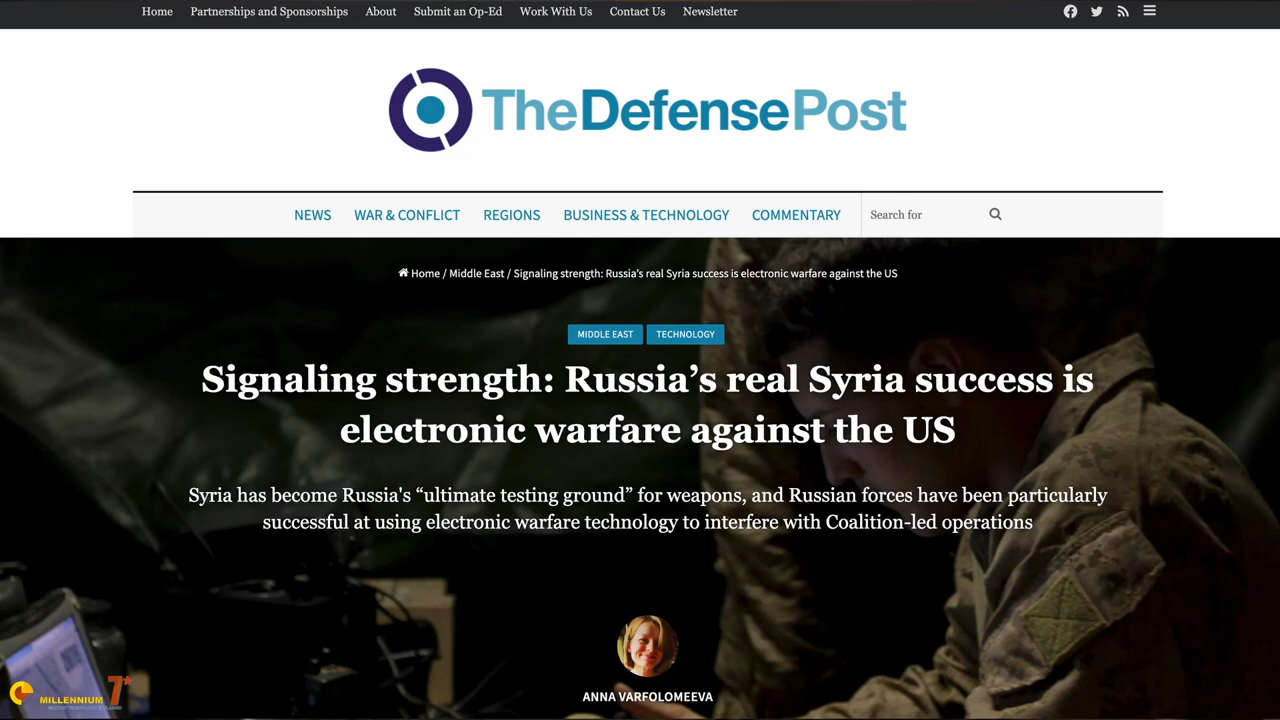 Home Partnerships and Sponsorships About Submit an Op-Ed Work With Us Contact Us Newsletter
TheDefensePost
NEWS WAR & CONFLICT REGIONS BUSINESS & TECHNOLOGY COMMENTARY Search for
Home / Middle East / Signaling strength: Russia's real Syria success is electronic warfare against the US
MIDDLE EAST TECHNOLOGY
Signaling strength: Russia’s real Syria success is
electronic warfare against the US
Syria has become Russia's “ultimate testing ground” for weapons, and Russian forces have been particularly
successful at using electronic warfare technology to interfere with Coalition-led operations
ANNA VARFOLOMEEVA
MILLENNIUM 7*